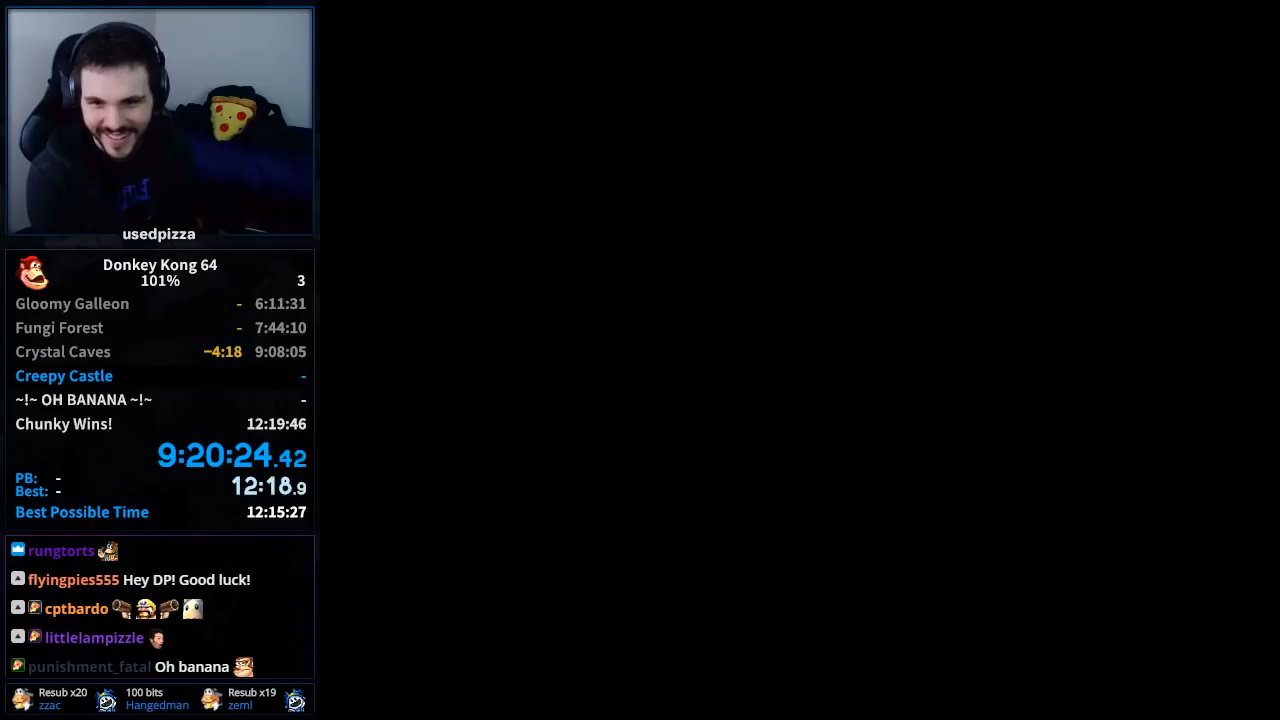 usedpizza
Donkey Kong 64
101% 3
Gloomy Galleon - 6:11:31
Fungi Forest - 7:44:10
Crystal Caves −4:18 9:08:05
Creepy Castle -
~!~ OH BANANA ~!~ -
Chunky Wins! 12:19:46
9:20:24.42
PB: -
Best: - 12:18.9
Best Possible Time 12:15:27
rungtorts
flyingpies555 Hey DP! Good luck!
cptbardo
littlelampizzle
punishment_fatal Oh banana
Resub x20 100 bits Resub x19
zzac Hangedman zeml